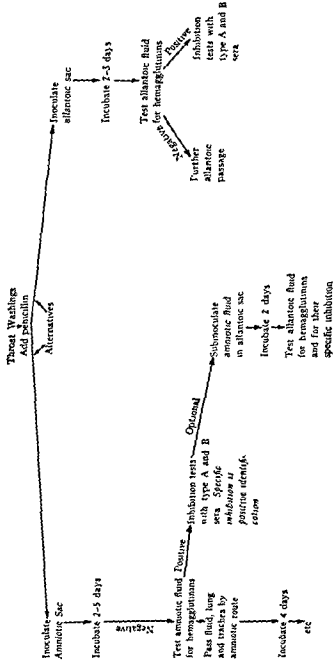 Throat Washings
Add penicillin
Alternatives
Inoculate
Amniotic Sac
Incubate 2-5 days
Negative
Test amniotic fluid
for hemagglutinans
Positive
Pass fluid, lung
and trachea by
amniotic route
Incubate 4 days
etc
Inhibition tests
with type A and B
sera Specific
inhibition is
positive identifi-
cation
Optional
Subinoculate
amniotic fluid
in allantoic sac
Incubate 2 days
Test allantoic fluid
for hemagglutinins
and for their
specific inhibition
Inoculate
allantoic sac
Incubate 2-3 days
Test allantoic fluid
for hemagglutinins
Negative
Positive
Further
allantoic
passage
Inhibition
tests with
type A and B
sera